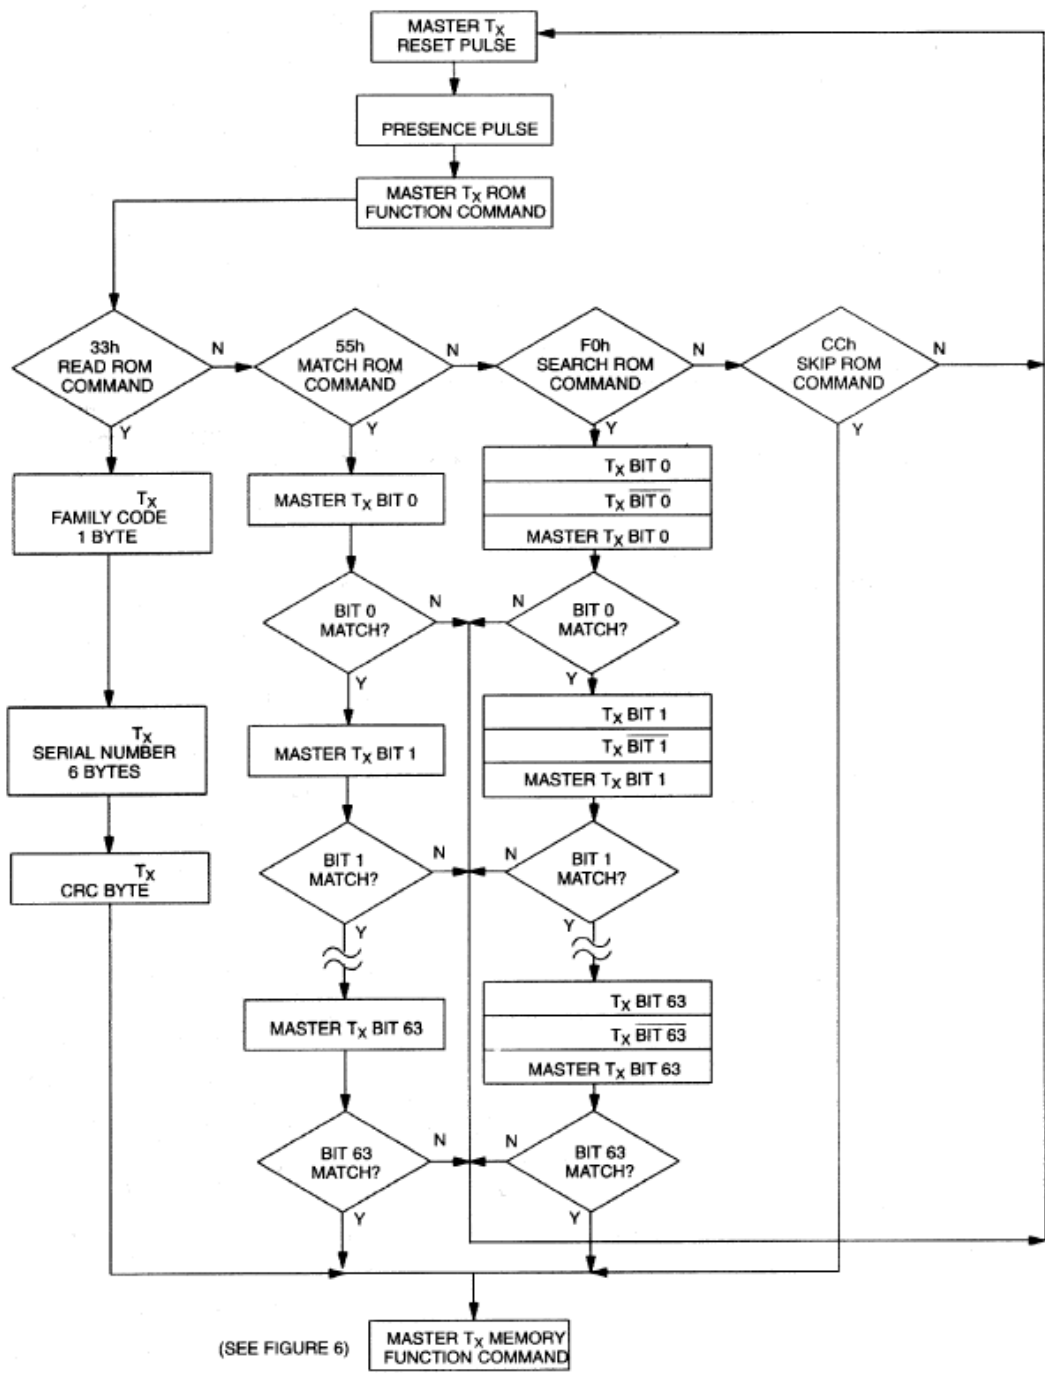 MASTER TX
RESET PULSE
PRESENCE PULSE
MASTER TX ROM
FUNCTION COMMAND
33h
READ ROM
COMMAND
N
Y
55h
MATCH ROM
COMMAND
N
Y
F0h
SEARCH ROM
COMMAND
N
Y
CCh
SKIP ROM
COMMAND
N
Y
TX
FAMILY CODE
1 BYTE
TX
SERIAL NUMBER
6 BYTES
TX
CRC BYTE
MASTER TX BIT 0
BIT 0
MATCH?
N
Y
MASTER TX BIT 1
BIT 1
MATCH?
N
Y
MASTER TX BIT 63
BIT 63
MATCH?
N
Y
TX BIT 0
TX BIT 0
MASTER TX BIT 0
BIT 0
MATCH?
N
Y
TX BIT 1
TX BIT 1
MASTER TX BIT 1
BIT 1
MATCH?
N
Y
TX BIT 63
TX BIT 63
MASTER TX BIT 63
BIT 63
MATCH?
N
Y
(SEE FIGURE 6)
MASTER TX MEMORY
FUNCTION COMMAND